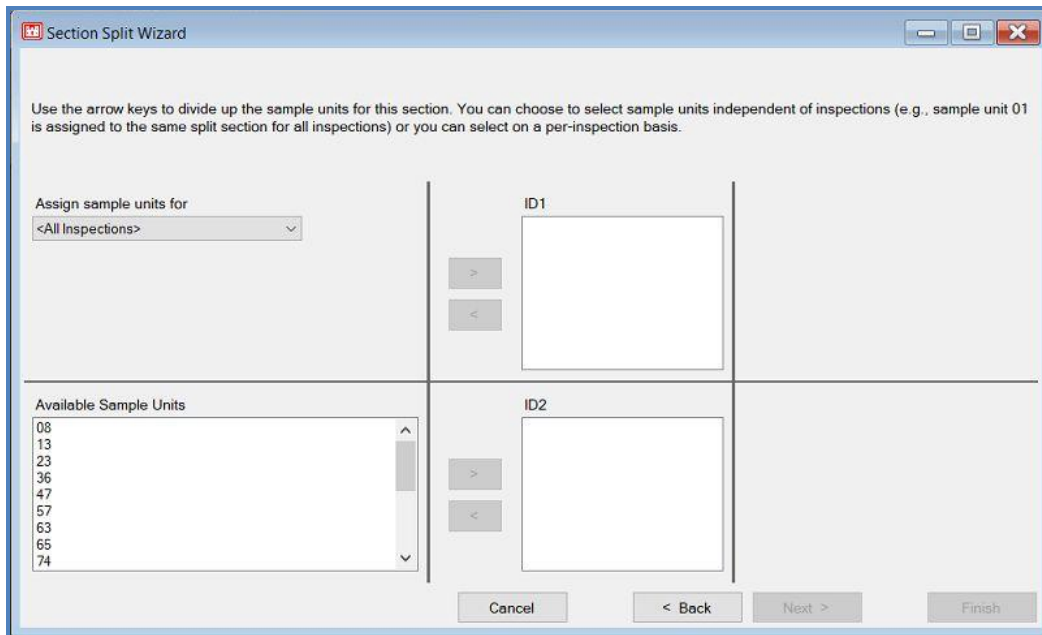 Section Split Wizard
Use the arrow keys to divide up the sample units for this section. You can choose to select sample units independent of inspections (e.g., sample unit 01
is assigned to the same split section for all inspections) or you can select on a per-inspection basis.
Assign sample units for
<All Inspections>
ID1
>
<
Available Sample Units
08
13
23
36
47
57
63
65
74
ID2
>
<
Cancel
< Back
Next >
Finish